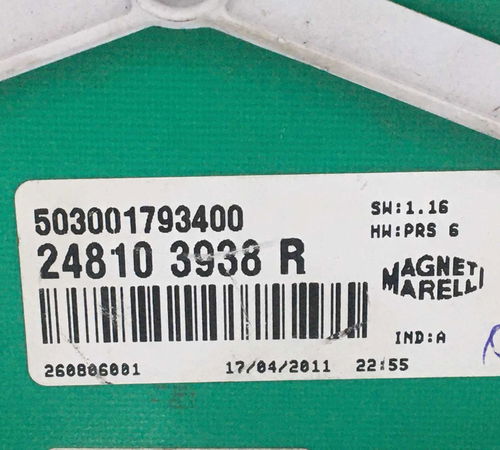 503001793400
24810 3938 R
SW:1.16
HW:PRS 6
MAGNETI
MARELLI
IND:A
260806001 17/04/2011 22:55